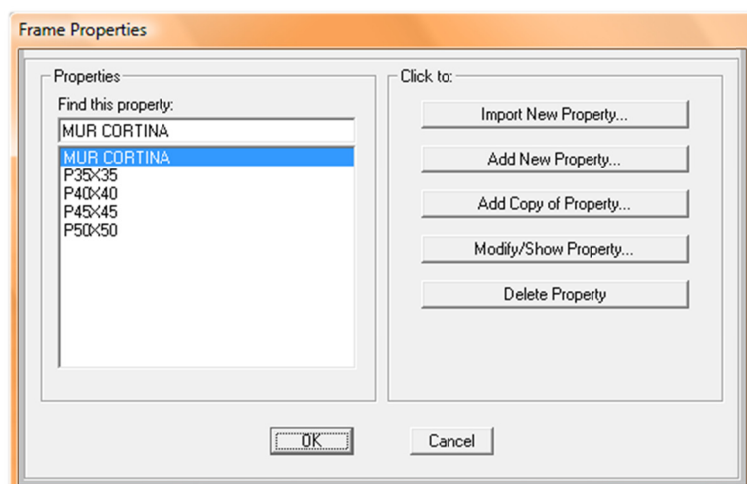 Frame Properties
Properties
Find this property:
MUR CORTINA
MUR CORTINA
P35X35
P40X40
P45X45
P50X50
Click to:
Import New Property...
Add New Property...
Add Copy of Property...
Modify/Show Property...
Delete Property
OK
Cancel